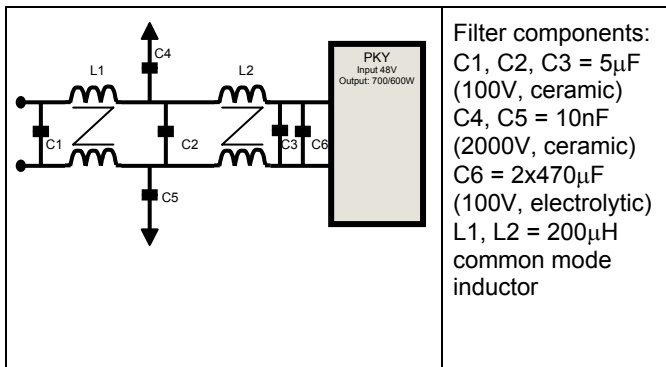 C4
L1
L2
C1
C2
C3
C6
C5
PKY
Input 48V
Output: 700/600W
Filter components:
C1, C2, C3 = 5μF
(100V, ceramic)
C4, C5 = 10nF
(2000V, ceramic)
C6 = 2x470μF
(100V, electrolytic)
L1, L2 = 200μH
common mode
inductor